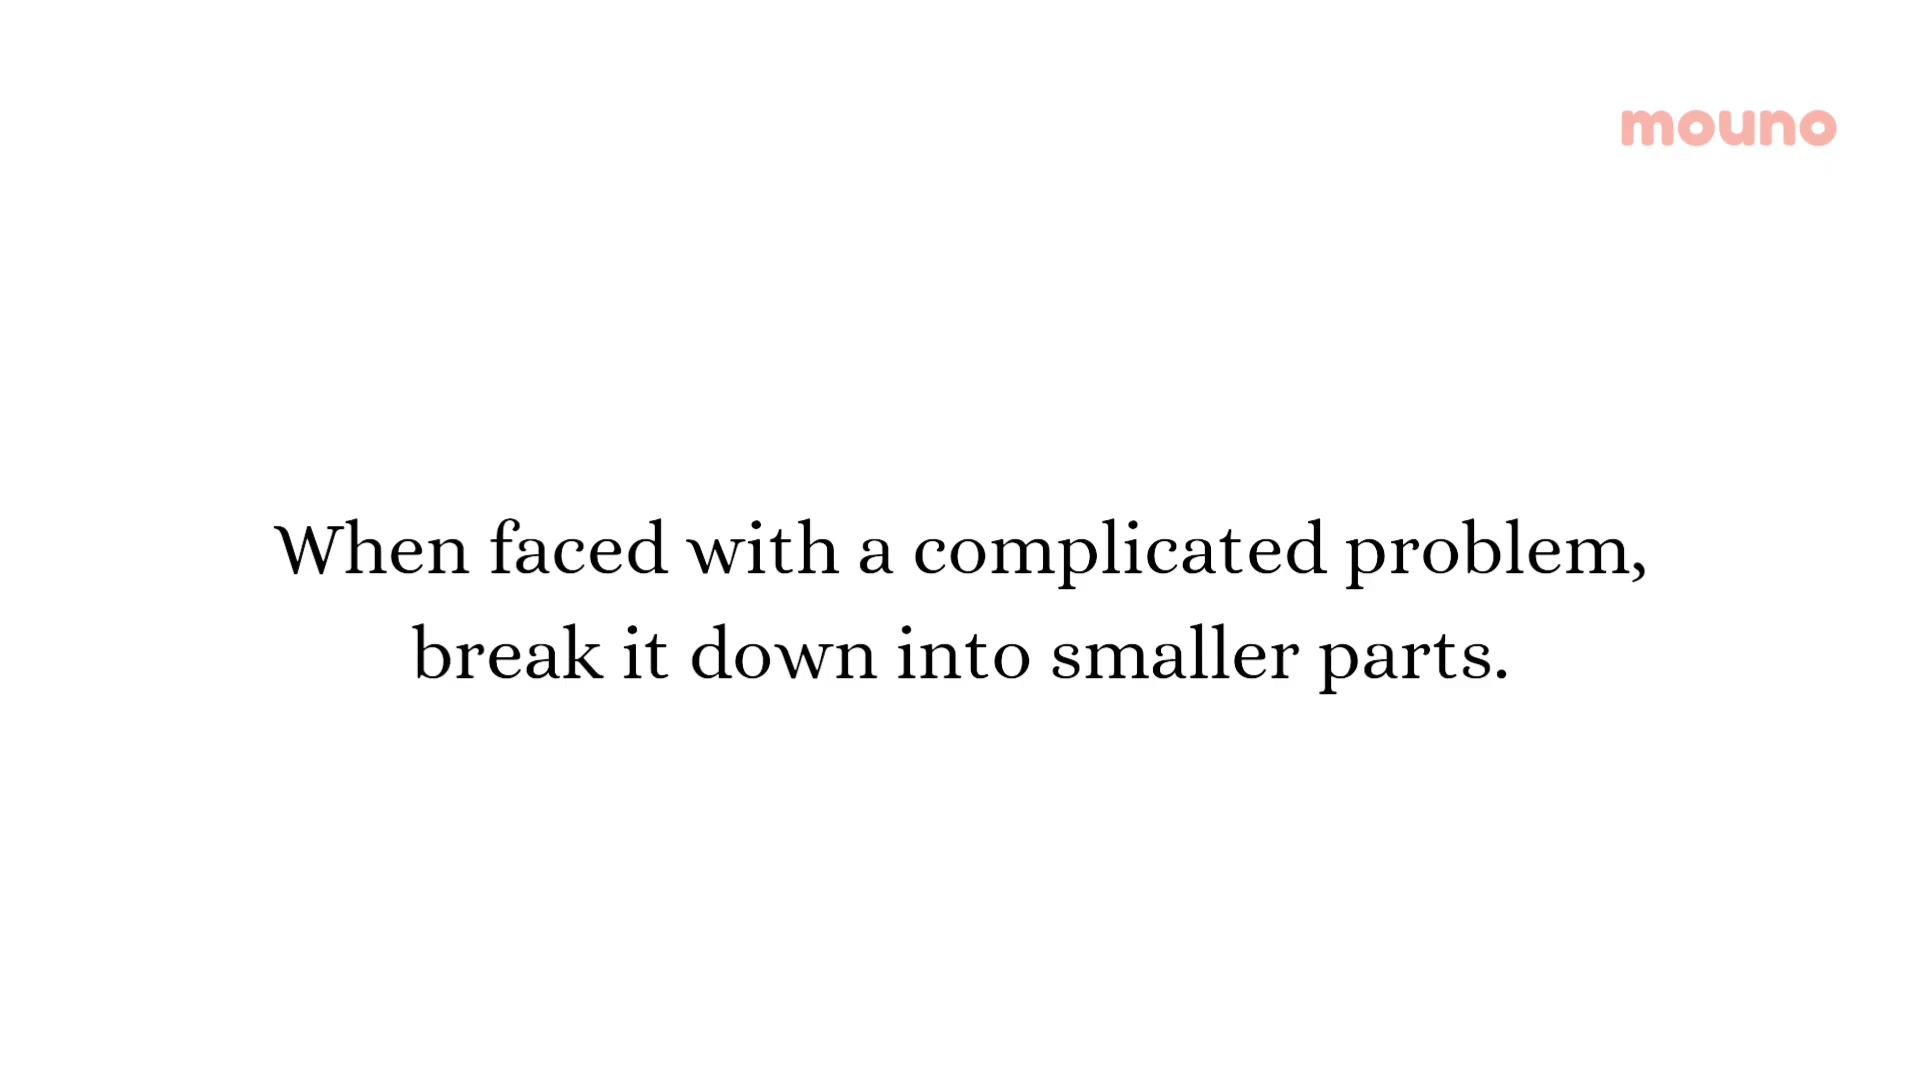 mouno
When faced with a complicated problem,
break it down into smaller parts.